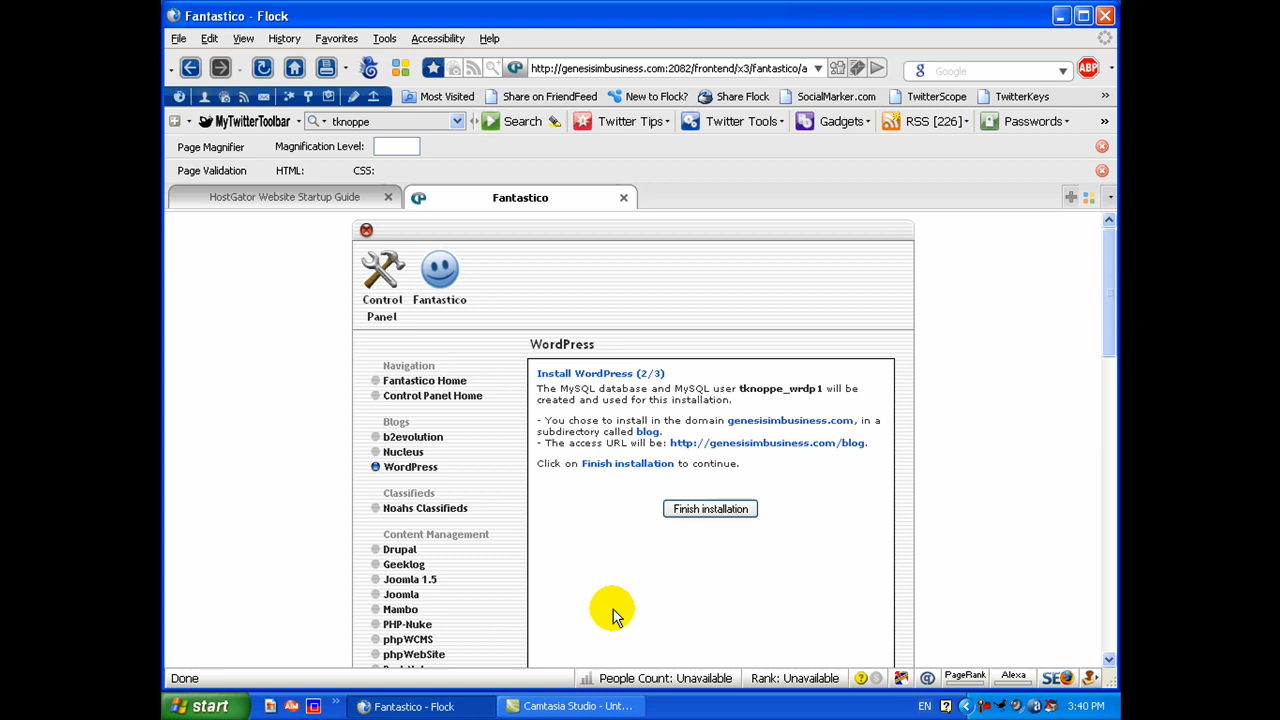 Fantastico - Flock
File Edit View History Favorites Tools Accessibility Help
http://genesisimbusiness.com:2082/frontend/x3/fantastico/a
Google
ABP
Most Visited Share on FriendFeed New to Flock? Share Flock SocialMarker.com TwitterScope TwitterKeys
MyTwitterToolbar tknoppe Search Twitter Tips Twitter Tools Gadgets RSS [226] Passwords
Page Magnifier Magnification Level:
Page Validation HTML: CSS:
HostGator Website Startup Guide Fantastico
Control Panel
Fantastico
Navigation
Fantastico Home
Control Panel Home
Blogs
b2evolution
Nucleus
WordPress
Classifieds
Noahs Classifieds
Content Management
Drupal
Geeklog
Joomla 1.5
Joomla
Mambo
PHP-Nuke
phpWCMS
phpWebSite
WordPress
Install WordPress (2/3)
The MySQL database and MySQL user tknoppe_wrdp1 will be
created and used for this installation.
- You chose to install in the domain genesisimbusiness.com, in a
subdirectory called blog.
- The access URL will be: http://genesisimbusiness.com/blog.
Click on Finish installation to continue.
Finish installation
Done People Count: Unavailable Rank: Unavailable PageRank Alexa SEO
start Fantastico - Flock Camtasia Studio - Unt... EN 3:40 PM